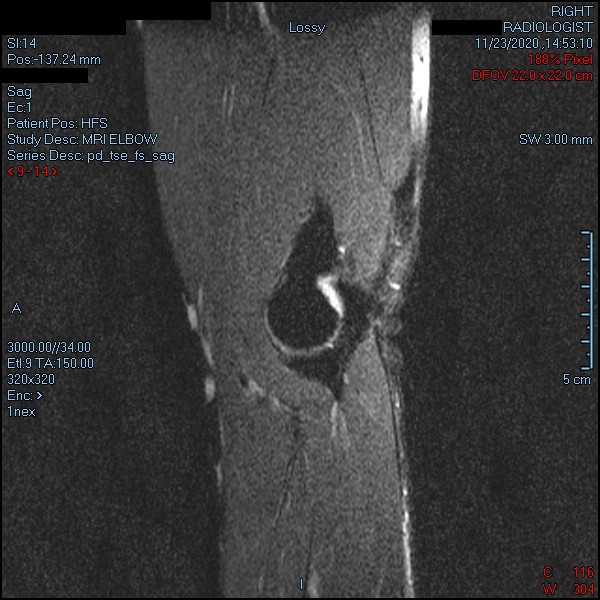 RIGHT
Lossy
RADIOLOGIST
SI:14
11/23/2020 ,14:53:10
Pos:-137.24 mm
188% Pixel
DFOV 22.0 x 22.0 cm
Sag
Ec:1
Patient Pos: HFS
Study Desc: MRI ELBOW
SW 3.00 mm
Series Desc: pd_tse_fs_sag
< 9 -14 >
A
3000.00//34.00
Etl:9 TA:150.00
320x320
Enc: >
1nex
5 cm
I
C 116
W 304